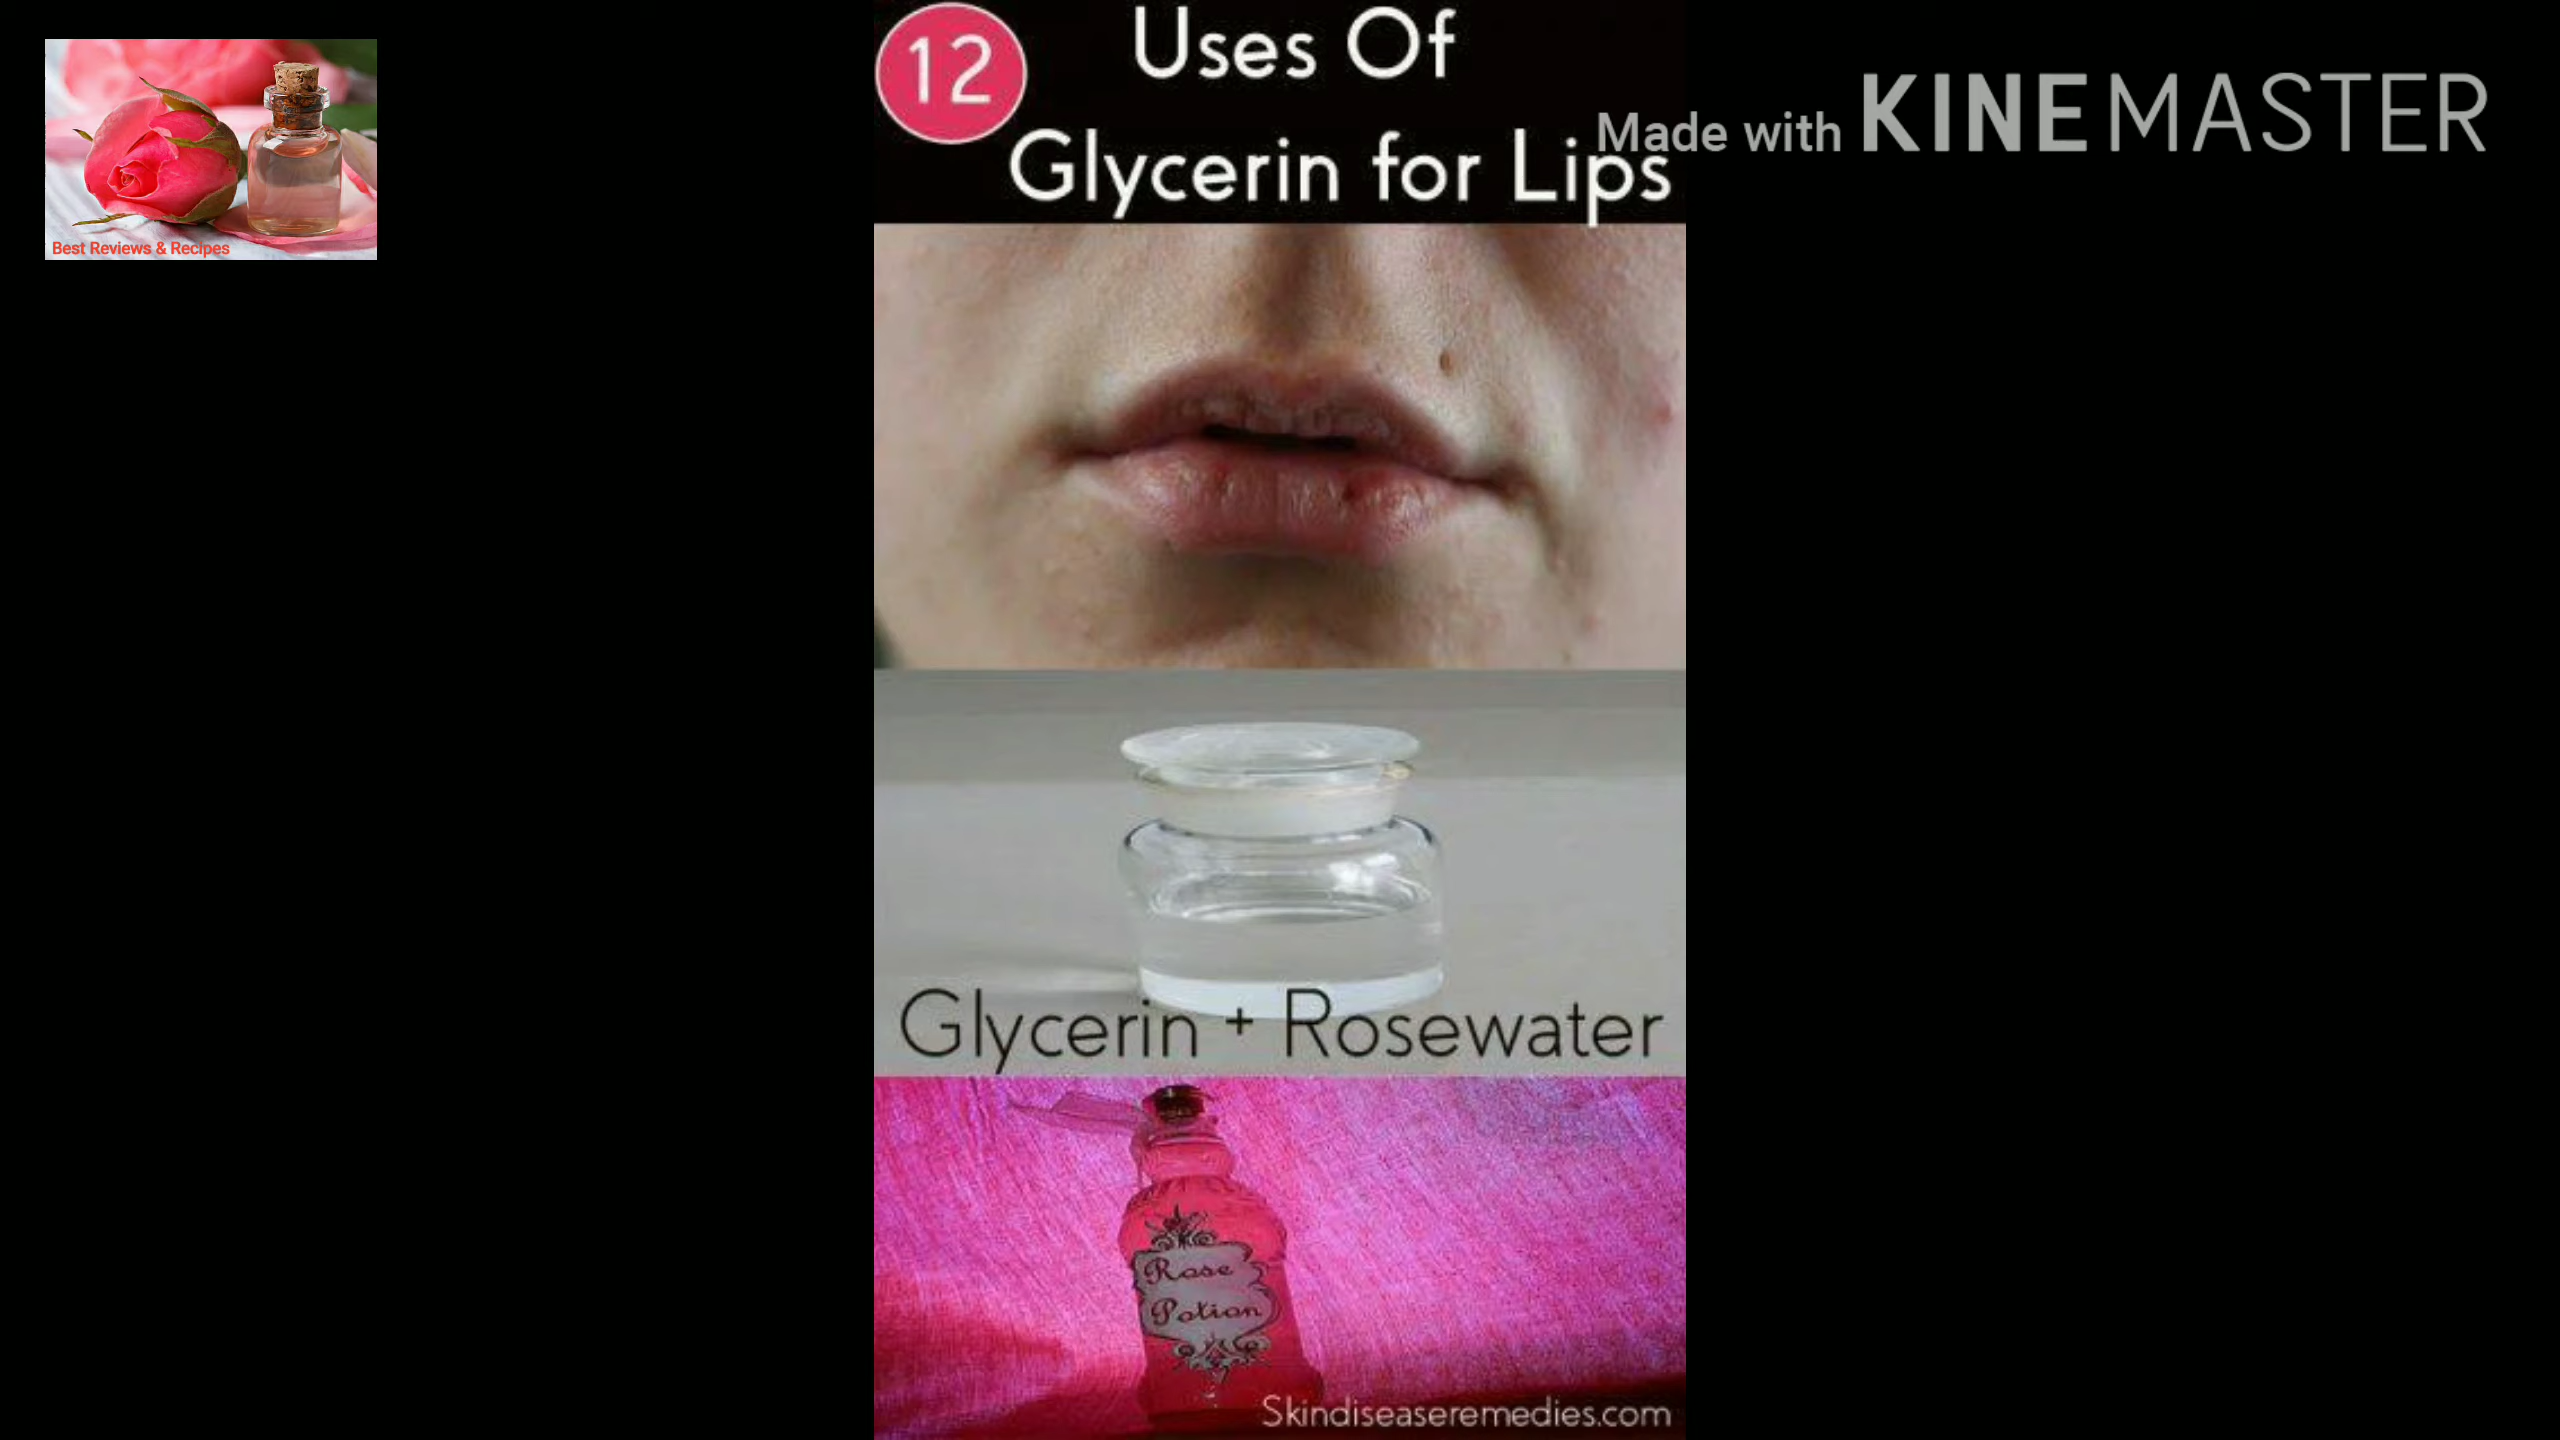 12
Uses Of
Glycerin for Lips
Made with KINEMASTER
Best Reviews & Recipes
Glycerin + Rosewater
Rose
Potion
Skindiseaseremedies.com